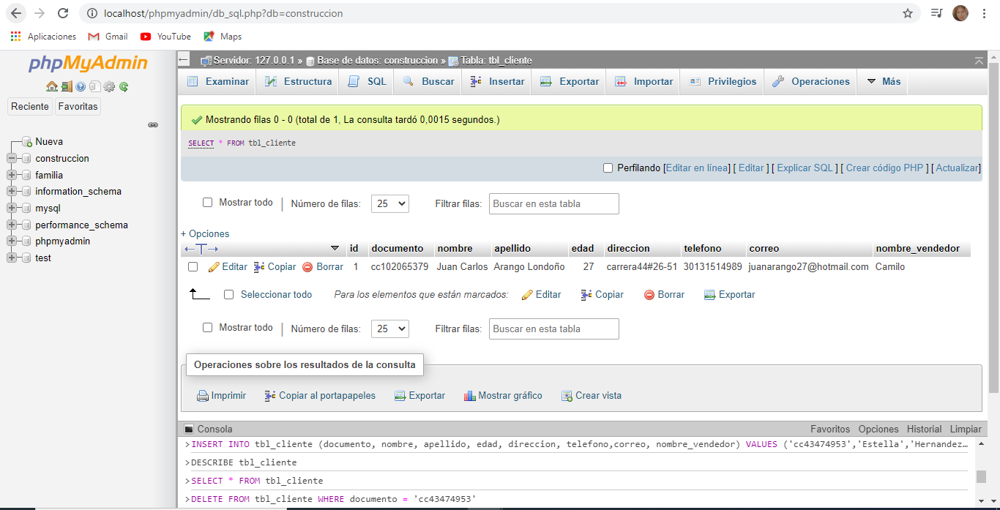 localhost/phpmyadmin/db_sql.php?db=construccion
Aplicaciones Gmail YouTube Maps
phpMyAdmin
Reciente Favoritas
Nueva
construccion
familia
information_schema
mysql
performance_schema
phpmyadmin
test
Servidor: 127.0.0.1 » Base de datos: construccion » Tabla: tbl_cliente
Examinar Estructura SQL Buscar Insertar Exportar Importar Privilegios Operaciones Más
Mostrando filas 0 - 0 (total de 1, La consulta tardó 0,0015 segundos.)
SELECT * FROM tbl_cliente
Perfilando [Editar en línea] [ Editar ] [ Explicar SQL ] [ Crear código PHP ] [ Actualizar]
Mostrar todo | Número de filas: 25 Filtrar filas: Buscar en esta tabla
+ Opciones
←T→ id documento nombre apellido edad direccion telefono correo nombre_vendedor
Editar Copiar Borrar 1 cc102065379 Juan Carlos Arango Londoño 27 carrera44#26-51 30131514989 juanarango27@hotmail.com Camilo
Seleccionar todo Para los elementos que están marcados: Editar Copiar Borrar Exportar
Mostrar todo | Número de filas: 25 Filtrar filas: Buscar en esta tabla
Operaciones sobre los resultados de la consulta
Imprimir Copiar al portapapeles Exportar Mostrar gráfico Crear vista
Consola Favoritos Opciones Historial Limpiar
>INSERT INTO tbl_cliente (documento, nombre, apellido, edad, direccion, telefono,correo, nombre_vendedor) VALUES ('cc43474953','Estella','Hernandez…
>DESCRIBE tbl_cliente
>SELECT * FROM tbl_cliente
>DELETE FROM tbl_cliente WHERE documento = 'cc43474953'